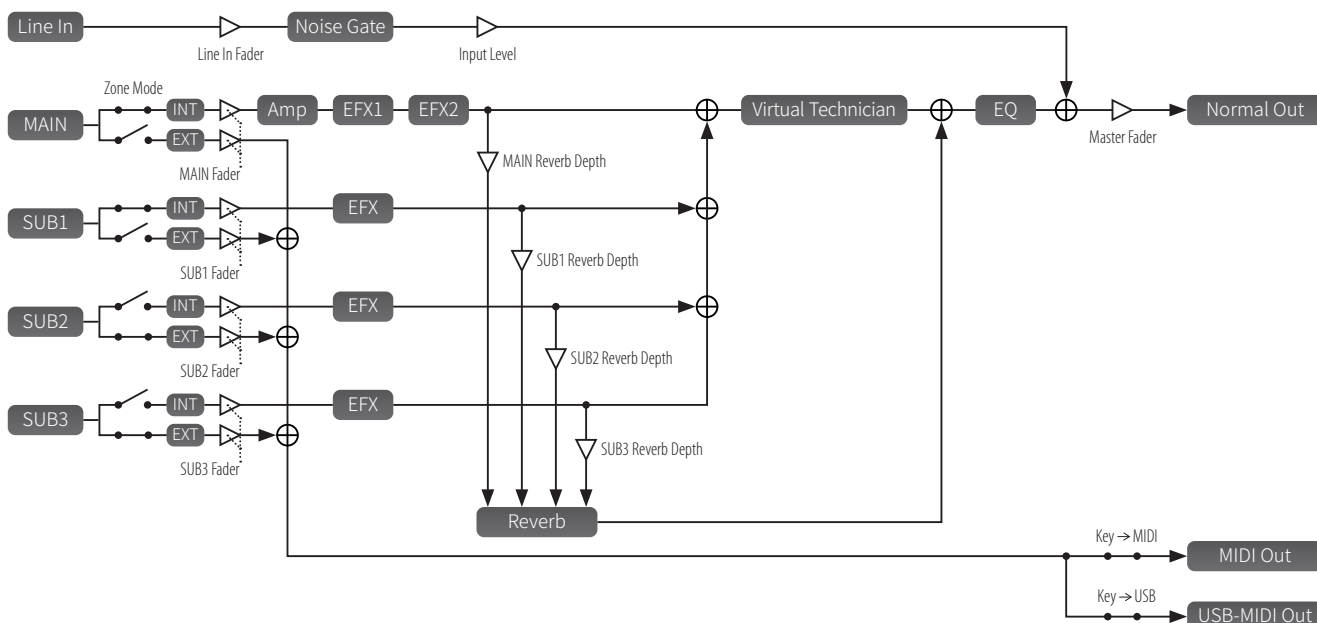 Line In
Line In Fader
Noise Gate
Input Level
Zone Mode
MAIN
INT
EXT
MAIN Fader
Amp
EFX1
EFX2
MAIN Reverb Depth
Virtual Technician
EQ
Master Fader
Normal Out
SUB1
INT
EXT
SUB1 Fader
EFX
SUB1 Reverb Depth
SUB2
INT
EXT
SUB2 Fader
EFX
SUB2 Reverb Depth
SUB3
INT
EXT
SUB3 Fader
EFX
SUB3 Reverb Depth
Reverb
Key → MIDI
MIDI Out
Key → USB
USB-MIDI Out